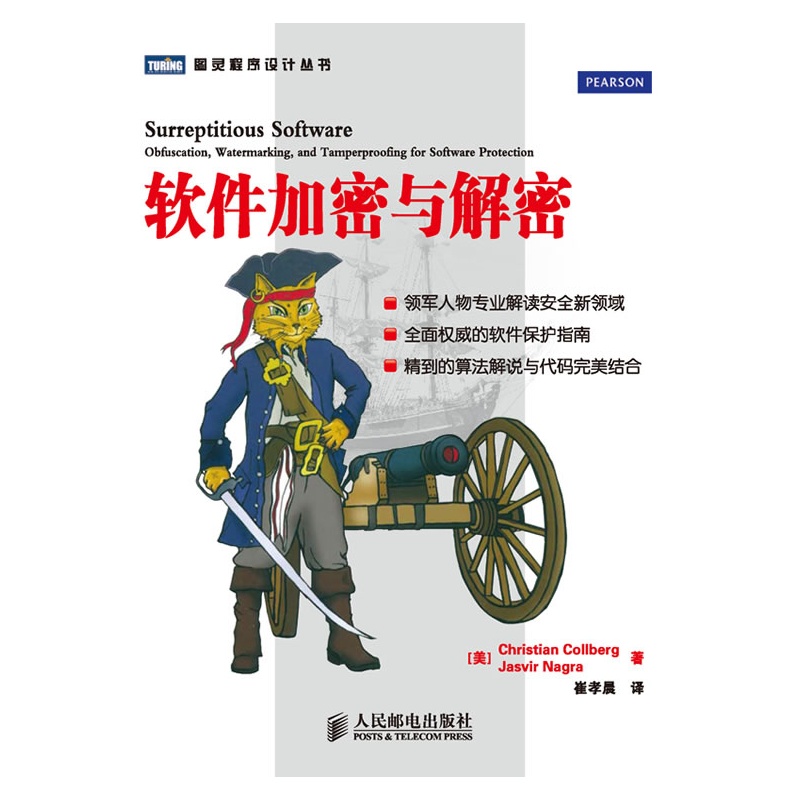 TURING 图灵程序设计丛书
PEARSON
Surreptitious Software
Obfuscation, Watermarking, and Tamperproofing for Software Protection
软件加密与解密
领军人物专业解读安全新领域
全面权威的软件保护指南
精到的算法解说与代码完美结合
[美] Christian Collberg
Jasvir Nagra 著
崔孝晨 译
人民邮电出版社
POSTS & TELECOM PRESS